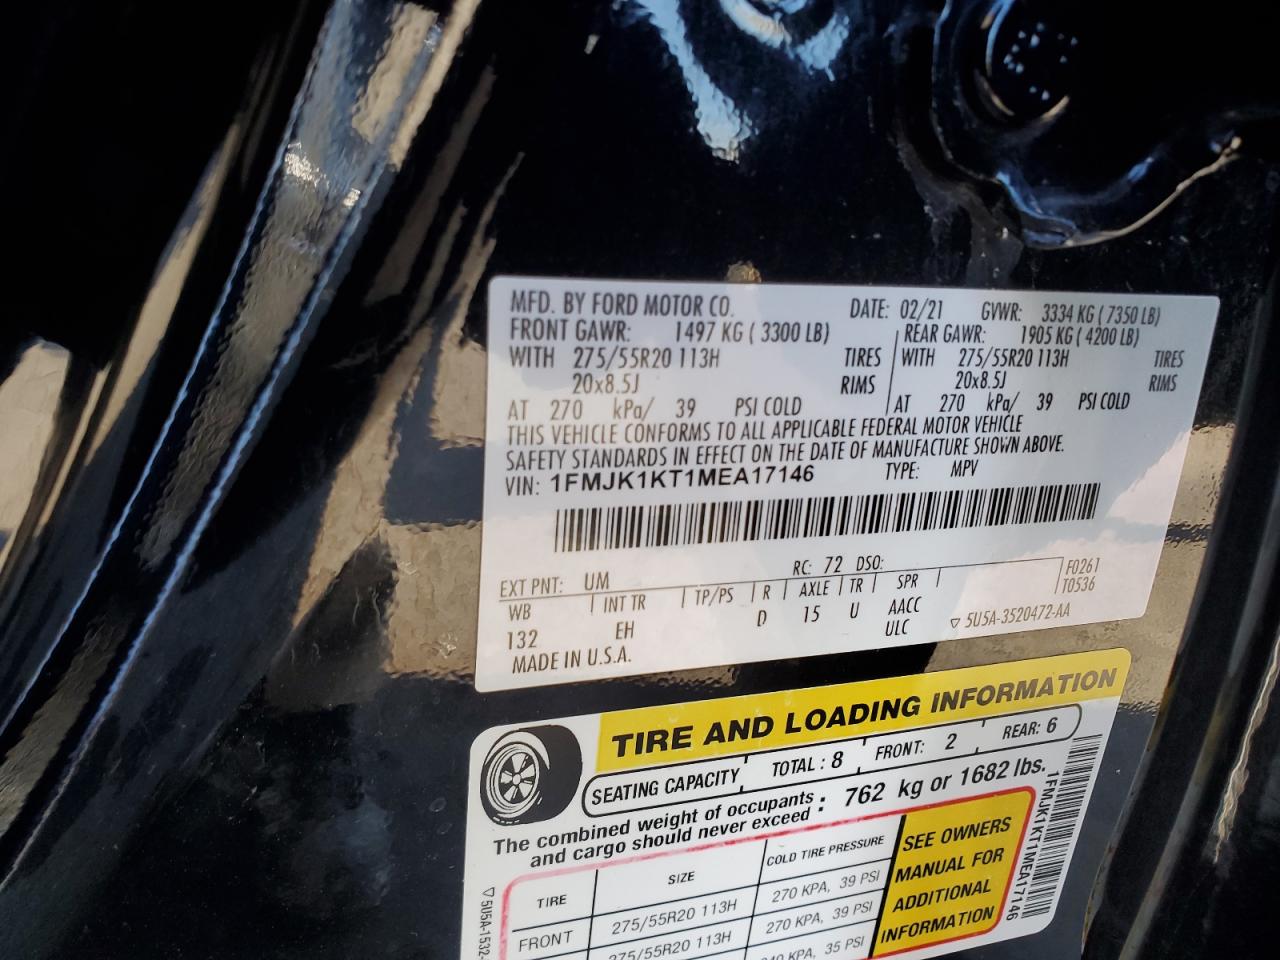 MFD. BY FORD MOTOR CO. DATE: 02/21 GVWR: 3334 KG ( 7350 LB)
FRONT GAWR: 1497 KG ( 3300 LB) REAR GAWR: 1905 KG ( 4200 LB)
WITH 275/55R20 113H TIRES WITH 275/55R20 113H TIRES
20x8.5J RIMS 20x8.5J RIMS
AT 270 kPa/ 39 PSI COLD AT 270 kPa/ 39 PSI COLD
THIS VEHICLE CONFORMS TO ALL APPLICABLE FEDERAL MOTOR VEHICLE
SAFETY STANDARDS IN EFFECT ON THE DATE OF MANUFACTURE SHOWN ABOVE.
VIN: 1FMJK1KT1MEA17146 TYPE: MPV
EXT PNT: UM RC: 72 DSO: F0261
WB INT TR TP/PS R AXLE TR SPR T0536
132 EH D 15 U AACC
ULC ▽ 5U5A-3520472-AA
MADE IN U.S.A.
TIRE AND LOADING INFORMATION
SEATING CAPACITY TOTAL : 8 FRONT: 2 REAR: 6
The combined weight of occupants
and cargo should never exceed : 762 kg or 1682 lbs.
TIRE SIZE COLD TIRE PRESSURE
FRONT 275/55R20 113H 270 KPA, 39 PSI
275/55R20 113H 270 KPA, 39 PSI
KPA, 35 PSI
SEE OWNERS
MANUAL FOR
ADDITIONAL
INFORMATION
1FMJK1KT1MEA17146
▽ 5U5A-1532-